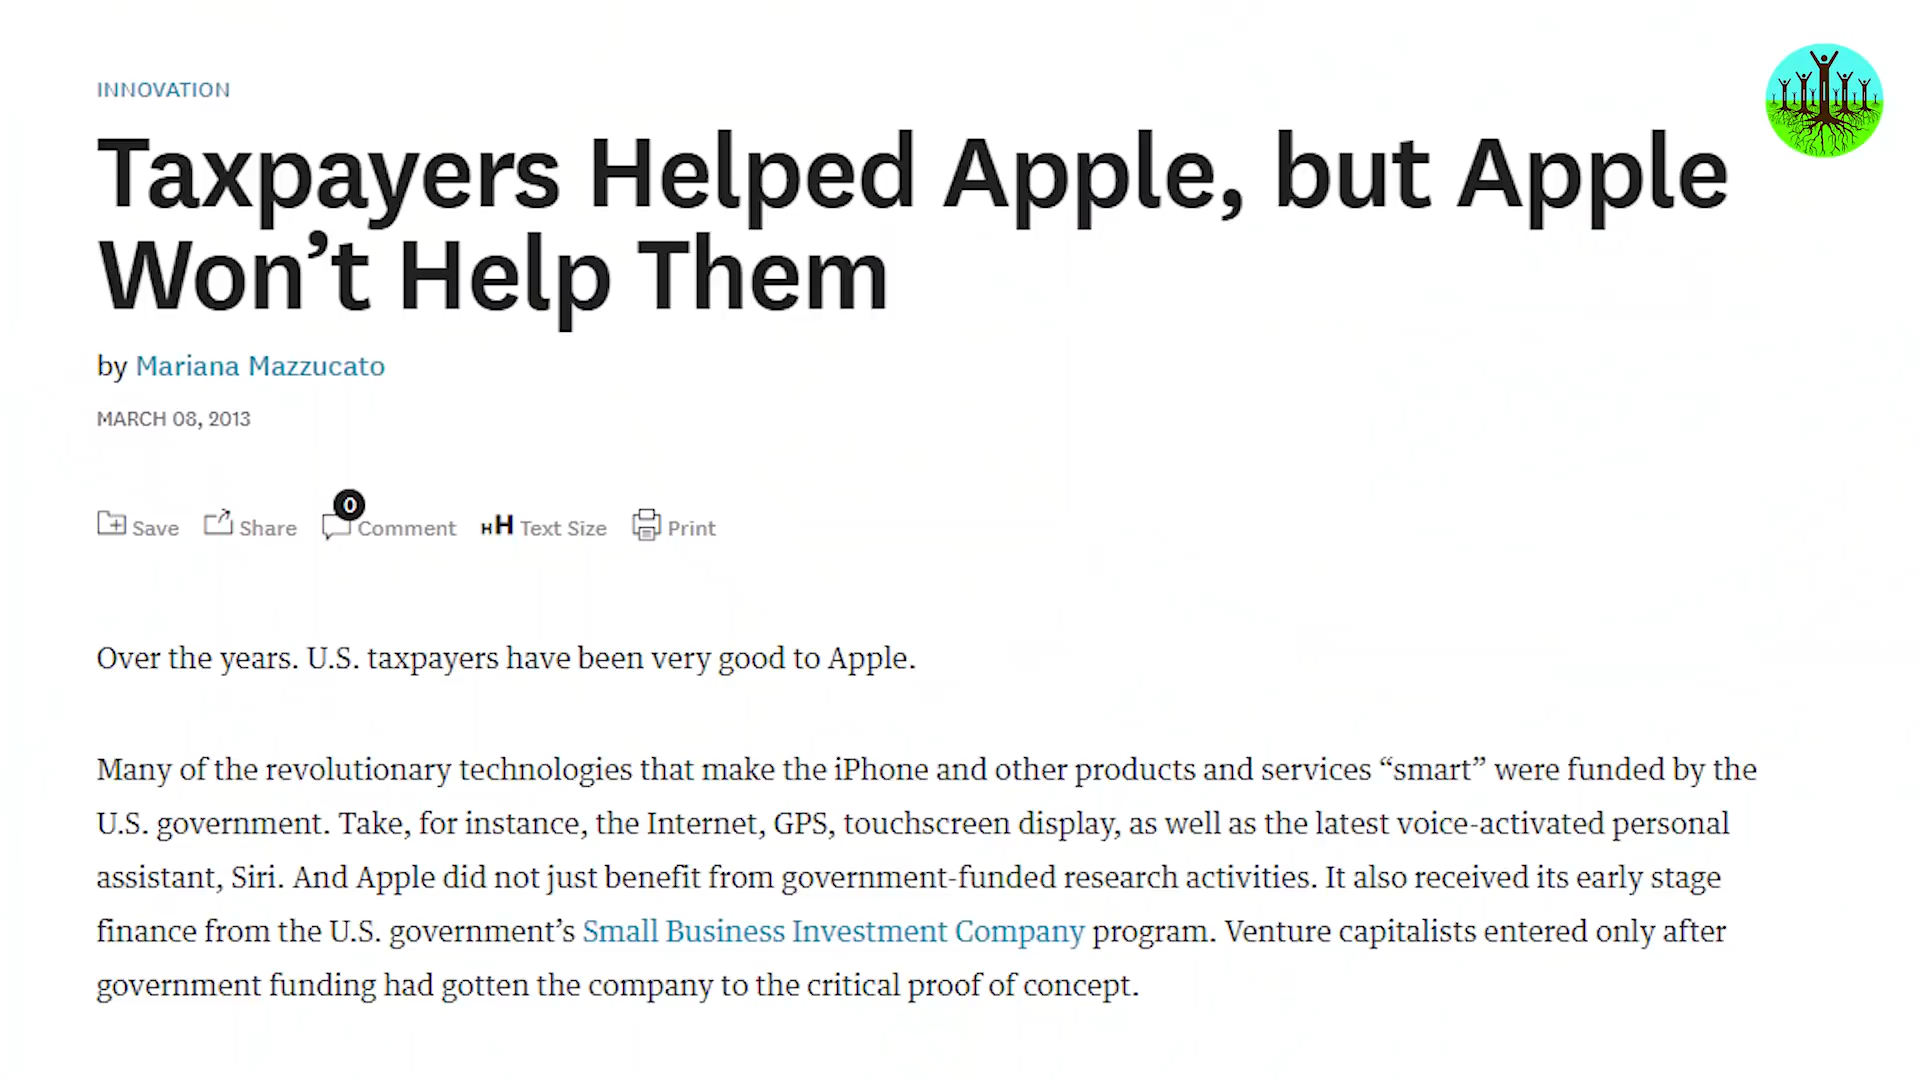 INNOVATION
Taxpayers Helped Apple, but Apple
Won’t Help Them
by Mariana Mazzucato
MARCH 08, 2013
Save Share 0 Comment HH Text Size Print
Over the years. U.S. taxpayers have been very good to Apple.
Many of the revolutionary technologies that make the iPhone and other products and services “smart” were funded by the
U.S. government. Take, for instance, the Internet, GPS, touchscreen display, as well as the latest voice-activated personal
assistant, Siri. And Apple did not just benefit from government-funded research activities. It also received its early stage
finance from the U.S. government’s Small Business Investment Company program. Venture capitalists entered only after
government funding had gotten the company to the critical proof of concept.